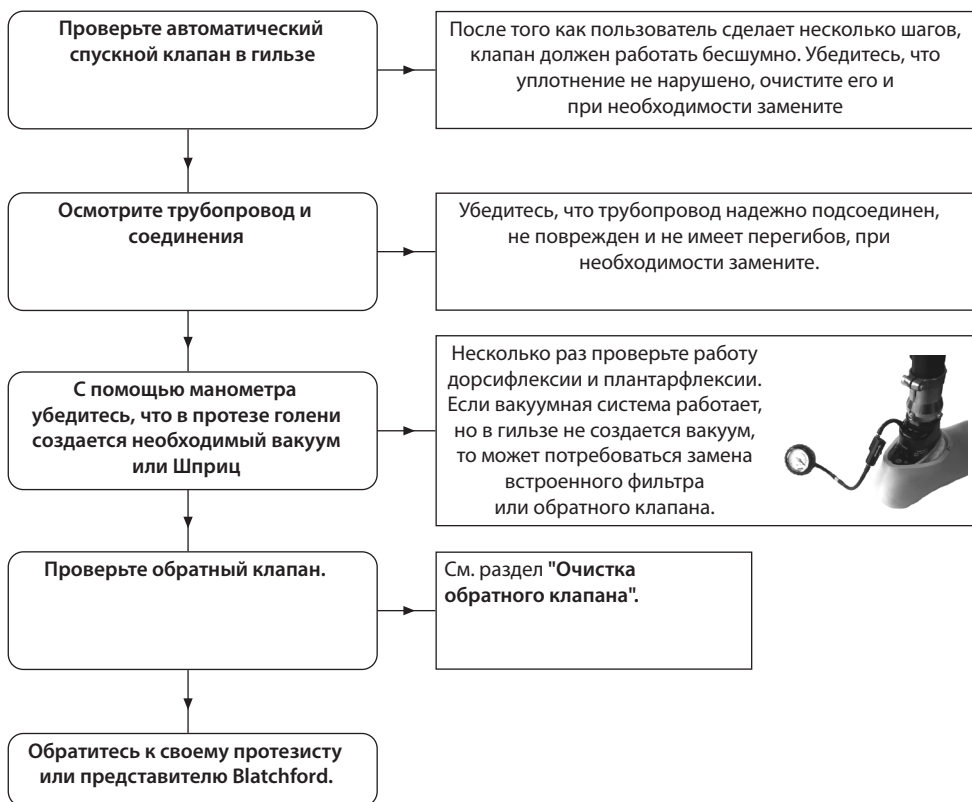 Проверьте автоматический
спускной клапан в гильзе
После того как пользователь сделает несколько шагов,
клапан должен работать бесшумно. Убедитесь, что
уплотнение не нарушено, очистите его и
при необходимости замените
Осмотрите трубопровод и
соединения
Убедитесь, что трубопровод надежно подсоединен,
не поврежден и не имеет перегибов, при
необходимости замените.
С помощью манометра
убедитесь, что в протезе голени
создается необходимый вакуум
или Шприц
Несколько раз проверьте работу
дорсифлексии и плантарфлексии.
Если вакуумная система работает,
но в гильзе не создается вакуум,
то может потребоваться замена
встроенного фильтра
или обратного клапана.
Проверьте обратный клапан.
См. раздел "Очистка
обратного клапана".
Обратитесь к своему протезисту
или представителю Blatchford.